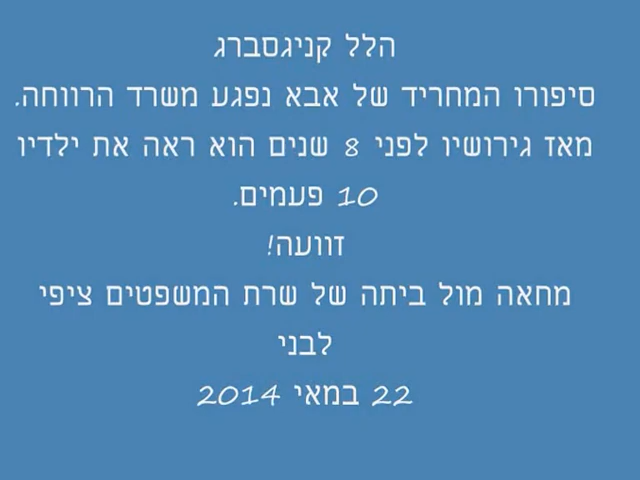 הלל קניגסברג
סיפורו המחריד של אבא נפגע משרד הרווחה.
מאז גירושיו לפני 8 שנים הוא ראה את ילדיו
10 פעמים.
זוועה!
מחאה מול ביתה של שרת המשפטים ציפי
לבני
22 במאי 2014